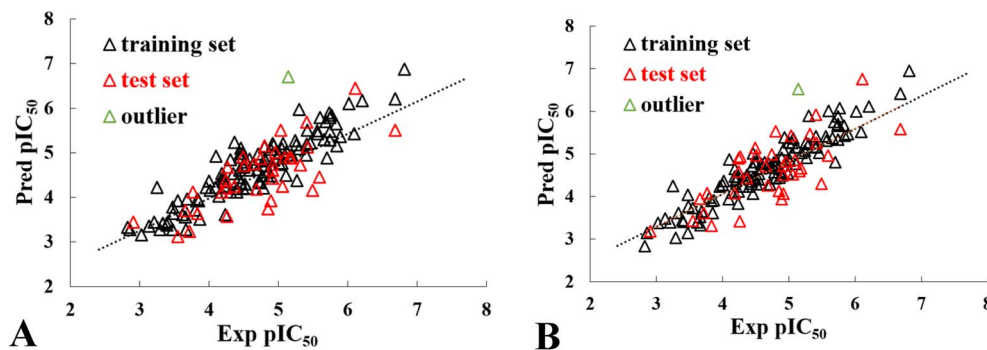 8
7
6
5
4
3
2
2 3 4 5 6 7 8
Pred pIC50
Exp pIC50
△ training set
△ test set
△ outlier
A
8
7
6
5
4
3
2
2 3 4 5 6 7 8
Pred pIC50
Exp pIC50
△ training set
△ test set
△ outlier
B